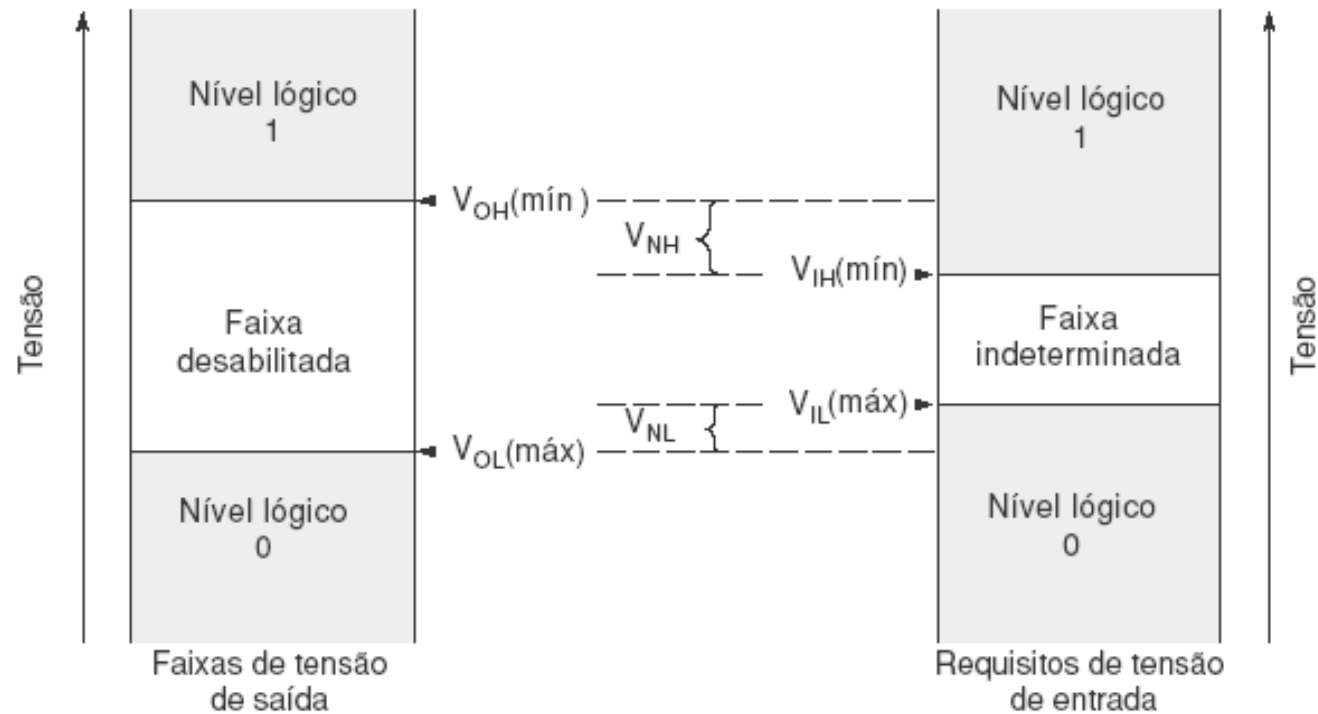 Tensão
Nível lógico
1
Faixa
desabilitada
Nível lógico
0
Faixas de tensão
de saída
V_OH(mín )
V_NH
V_IH(mín)
V_IL(máx)
V_NL
V_OL(máx)
Nível lógico
1
Faixa
indeterminada
Nível lógico
0
Requisitos de tensão
de entrada
Tensão